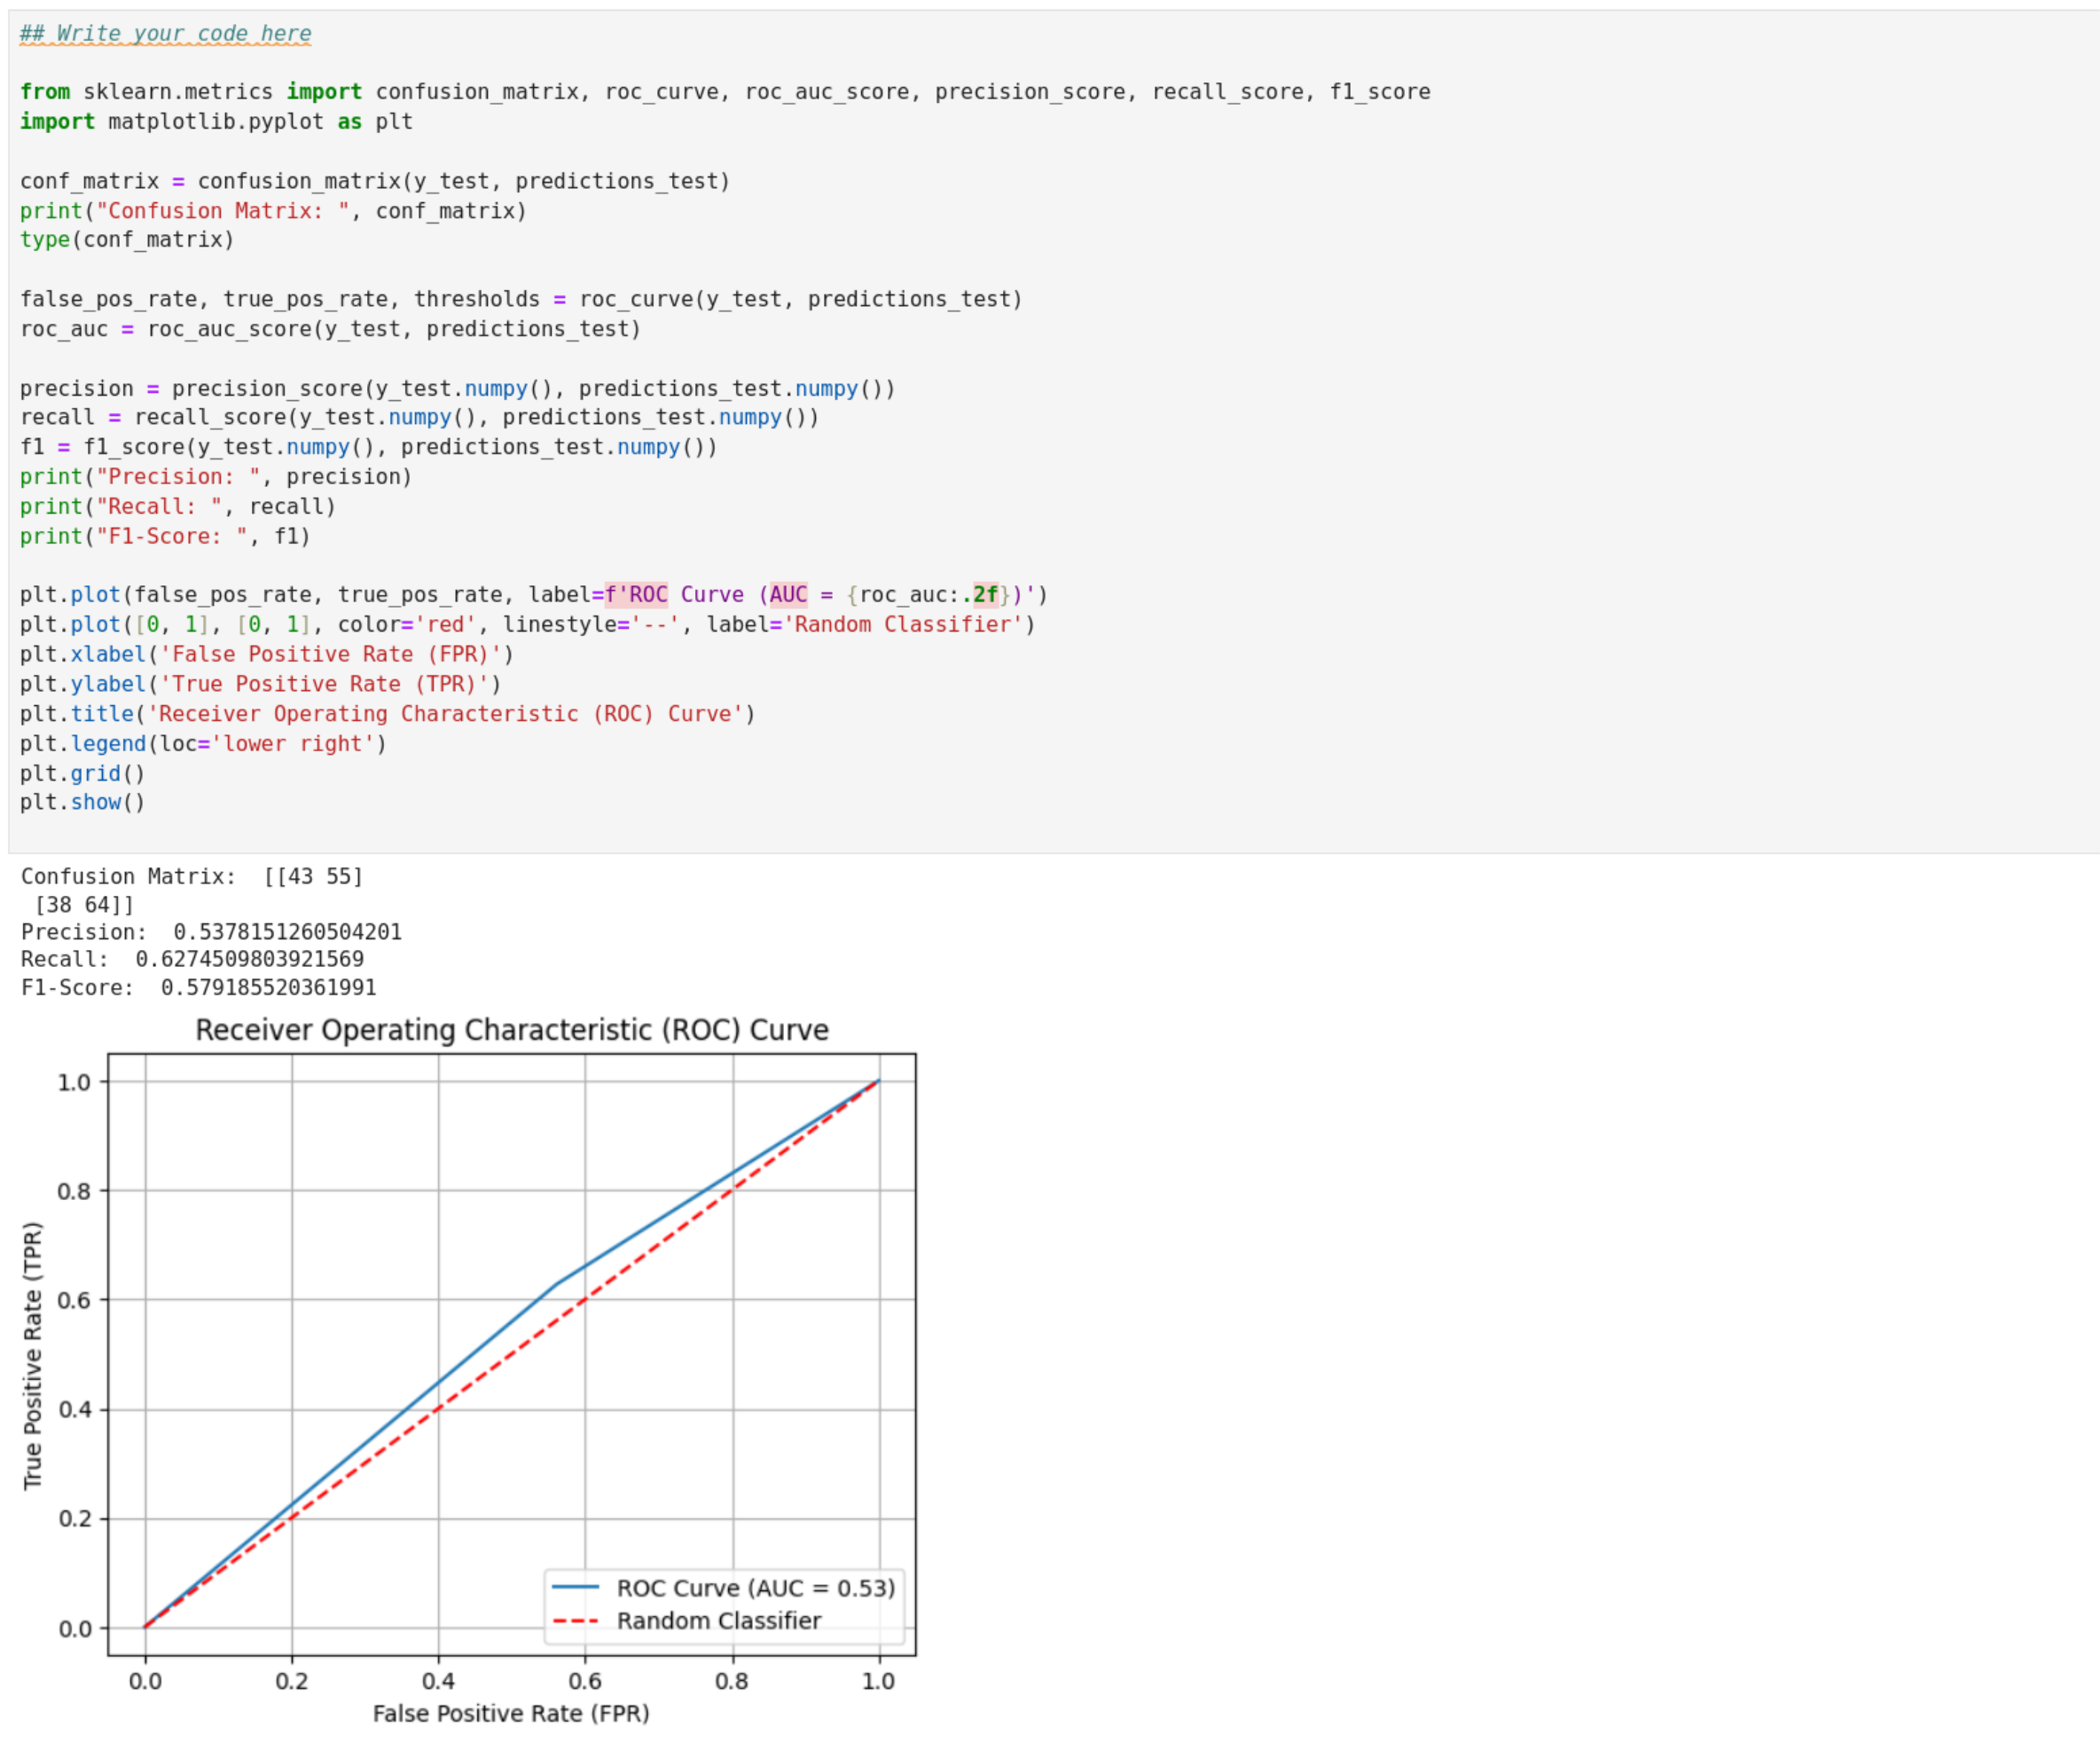 ## Write your code here
from sklearn.metrics import confusion_matrix, roc_curve, roc_auc_score, precision_score, recall_score, f1_score
import matplotlib.pyplot as plt
conf_matrix = confusion_matrix(y_test, predictions_test)
print("Confusion Matrix: ", conf_matrix)
type(conf_matrix)
false_pos_rate, true_pos_rate, thresholds = roc_curve(y_test, predictions_test)
roc_auc = roc_auc_score(y_test, predictions_test)
precision = precision_score(y_test.numpy(), predictions_test.numpy())
recall = recall_score(y_test.numpy(), predictions_test.numpy())
f1 = f1_score(y_test.numpy(), predictions_test.numpy())
print("Precision: ", precision)
print("Recall: ", recall)
print("F1-Score: ", f1)
plt.plot(false_pos_rate, true_pos_rate, label=f'ROC Curve (AUC = {roc_auc:.2f})')
plt.plot([0, 1], [0, 1], color='red', linestyle='--', label='Random Classifier')
plt.xlabel('False Positive Rate (FPR)')
plt.ylabel('True Positive Rate (TPR)')
plt.title('Receiver Operating Characteristic (ROC) Curve')
plt.legend(loc='lower right')
plt.grid()
plt.show()
Confusion Matrix:  [[43 55]
 [38 64]]
Precision:  0.5378151260504201
Recall:  0.6274509803921569
F1-Score:  0.579185520361991
Receiver Operating Characteristic (ROC) Curve
1.0
0.8
0.6
0.4
0.2
0.0
True Positive Rate (TPR)
ROC Curve (AUC = 0.53)
Random Classifier
0.0 0.2 0.4 0.6 0.8 1.0
False Positive Rate (FPR)